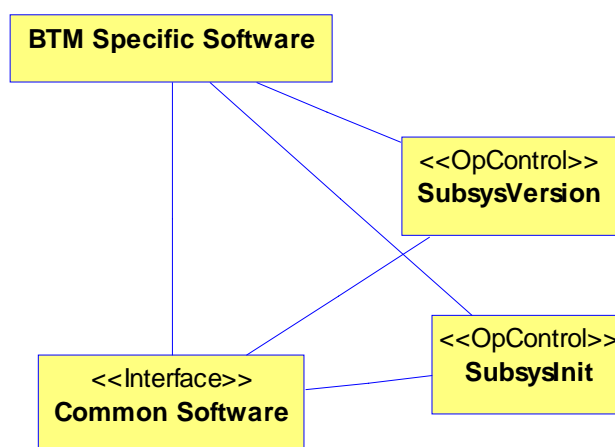 BTM Specific Software
<<OpControl>>
SubsysVersion
<<OpControl>>
SubsysInit
<<Interface>>
Common Software